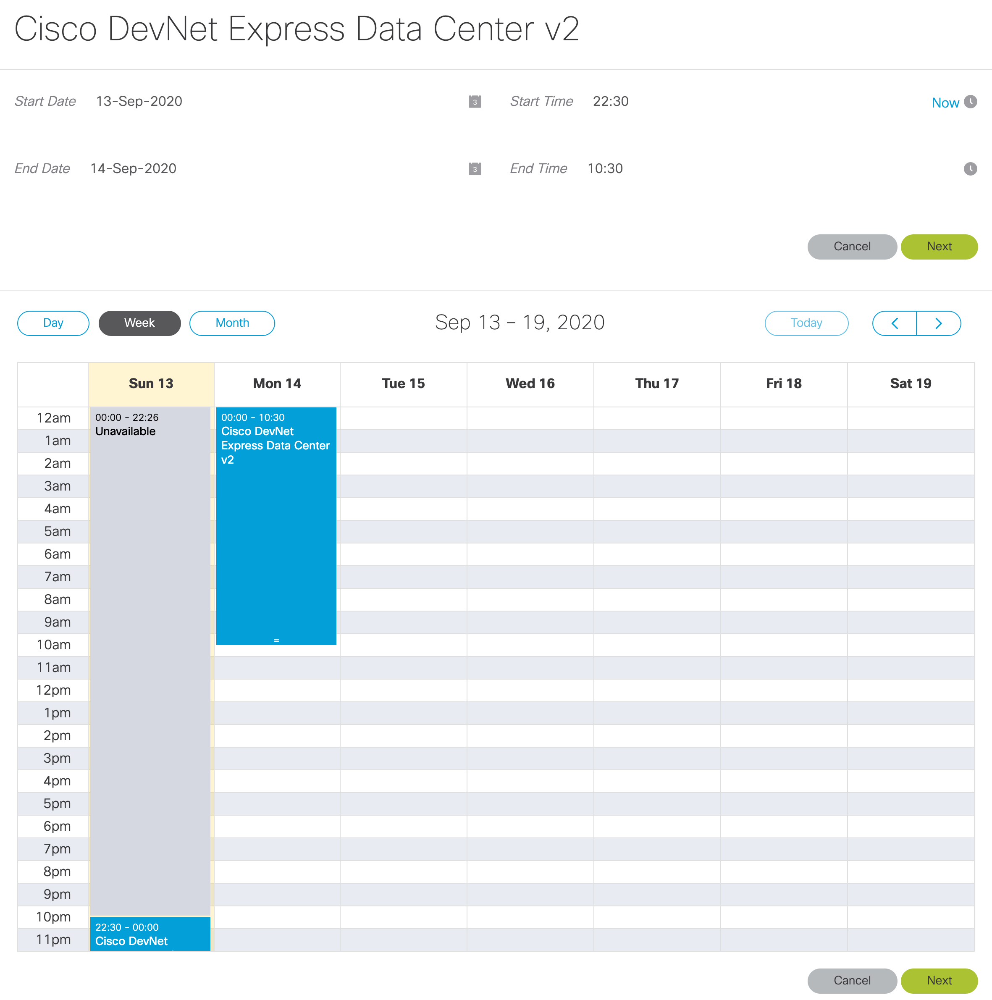 Cisco DevNet Express Data Center v2
Start Date 13-Sep-2020 3 Start Time 22:30 Now
End Date 14-Sep-2020 3 End Time 10:30
Cancel Next
Day Week Month Sep 13 – 19, 2020 Today
Sun 13 Mon 14 Tue 15 Wed 16 Thu 17 Fri 18 Sat 19
12am
00:00 - 22:26
Unavailable
00:00 - 10:30
Cisco DevNet
Express Data Center
v2
1am
2am
3am
4am
5am
6am
7am
8am
9am
10am
11am
12pm
1pm
2pm
3pm
4pm
5pm
6pm
7pm
8pm
9pm
10pm
22:30 - 00:00
Cisco DevNet
11pm
Cancel Next